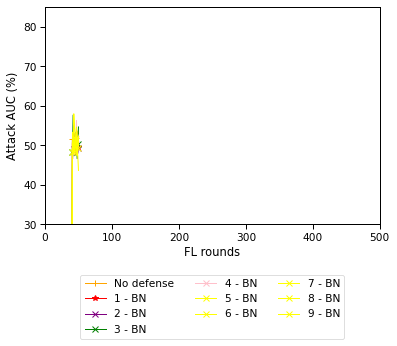 80
70
60
50
40
30
Attack AUC (%)
0 100 200 300 400 500
FL rounds
No defense 4 - BN 7 - BN
1 - BN 5 - BN 8 - BN
2 - BN 6 - BN 9 - BN
3 - BN